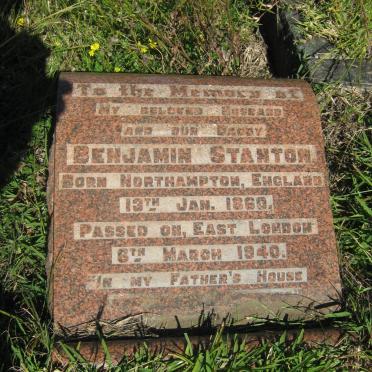 To the Memory of
My beloved Husband
and our Daddy
Benjamin Stanton
Born Northampton, England
13th Jan. 1869.
Passed on, East London
6th March 1940.
"In my Father's House